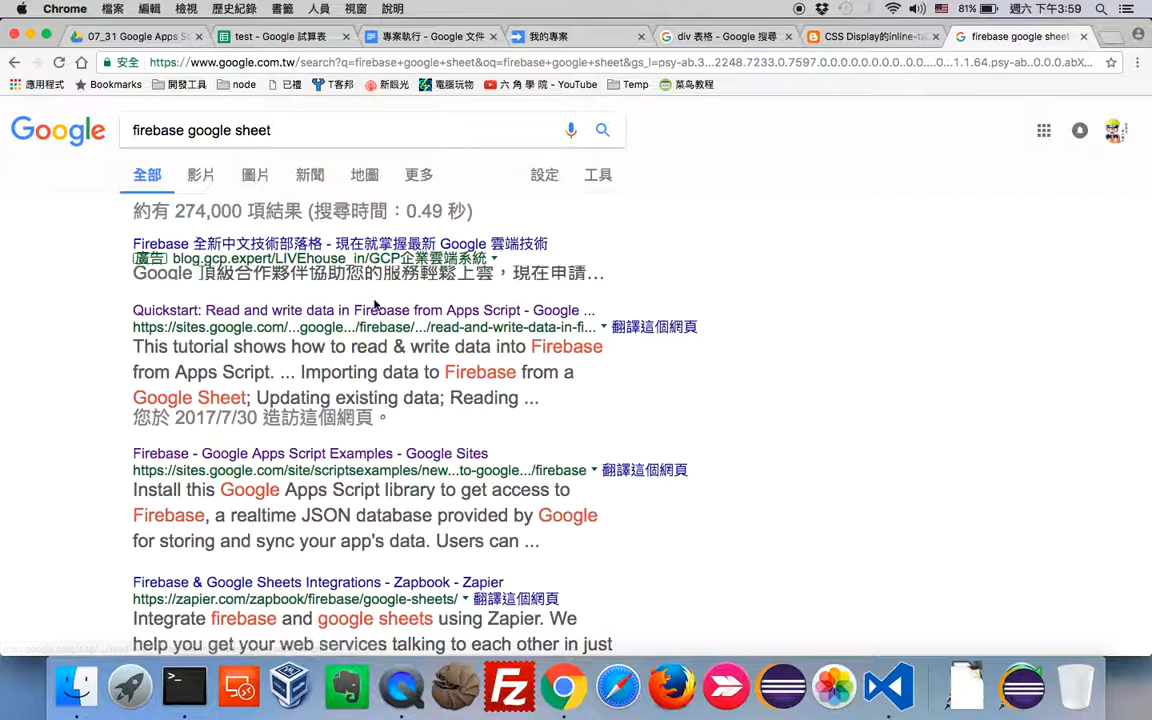 Chrome 檔案 編輯 檢視 歷史紀錄 書籤 人員 視窗 說明 81% 週六 下午3:59
07_31 Google Apps Sc test - Google 試算表 專案執行 - Google 文件 我的專案 div 表格 - Google 搜尋 CSS Display的inline-ta firebase google sheet
安全 https://www.google.com.tw/search?q=firebase+google+sheet&oq=firebase+google+sheet&gs_l=psy-ab.3...2248.7233.0.7597.0.0.0.0.0.0.0.0..0.0....0...1.1.64.psy-ab..0.0.0.abX...
應用程式 Bookmarks 開發工具 node 已禮 T客邦 新眼光 電腦玩物 六 角 學 院 - YouTube Temp 菜鸟教程
Google firebase google sheet
全部 影片 圖片 新聞 地圖 更多 設定 工具
約有 274,000 項結果 (搜尋時間：0.49 秒)
Firebase 全新中文技術部落格 - 現在就掌握最新 Google 雲端技術
廣告 blog.gcp.expert/LIVEhouse_in/GCP企業雲端系統
Google 頂級合作夥伴協助您的服務輕鬆上雲，現在申請...
Quickstart: Read and write data in Firebase from Apps Script - Google ...
https://sites.google.com/...google.../firebase/.../read-and-write-data-in-fi... 翻譯這個網頁
This tutorial shows how to read & write data into Firebase
from Apps Script. ... Importing data to Firebase from a
Google Sheet; Updating existing data; Reading ...
您於 2017/7/30 造訪這個網頁。
Firebase - Google Apps Script Examples - Google Sites
https://sites.google.com/site/scriptsexamples/new...to-google.../firebase 翻譯這個網頁
Install this Google Apps Script library to get access to
Firebase, a realtime JSON database provided by Google
for storing and sync your app's data. Users can ...
Firebase & Google Sheets Integrations - Zapbook - Zapier
https://zapier.com/zapbook/firebase/google-sheets/ 翻譯這個網頁
Integrate firebase and google sheets using Zapier. We
help you get your web services talking to each other in just